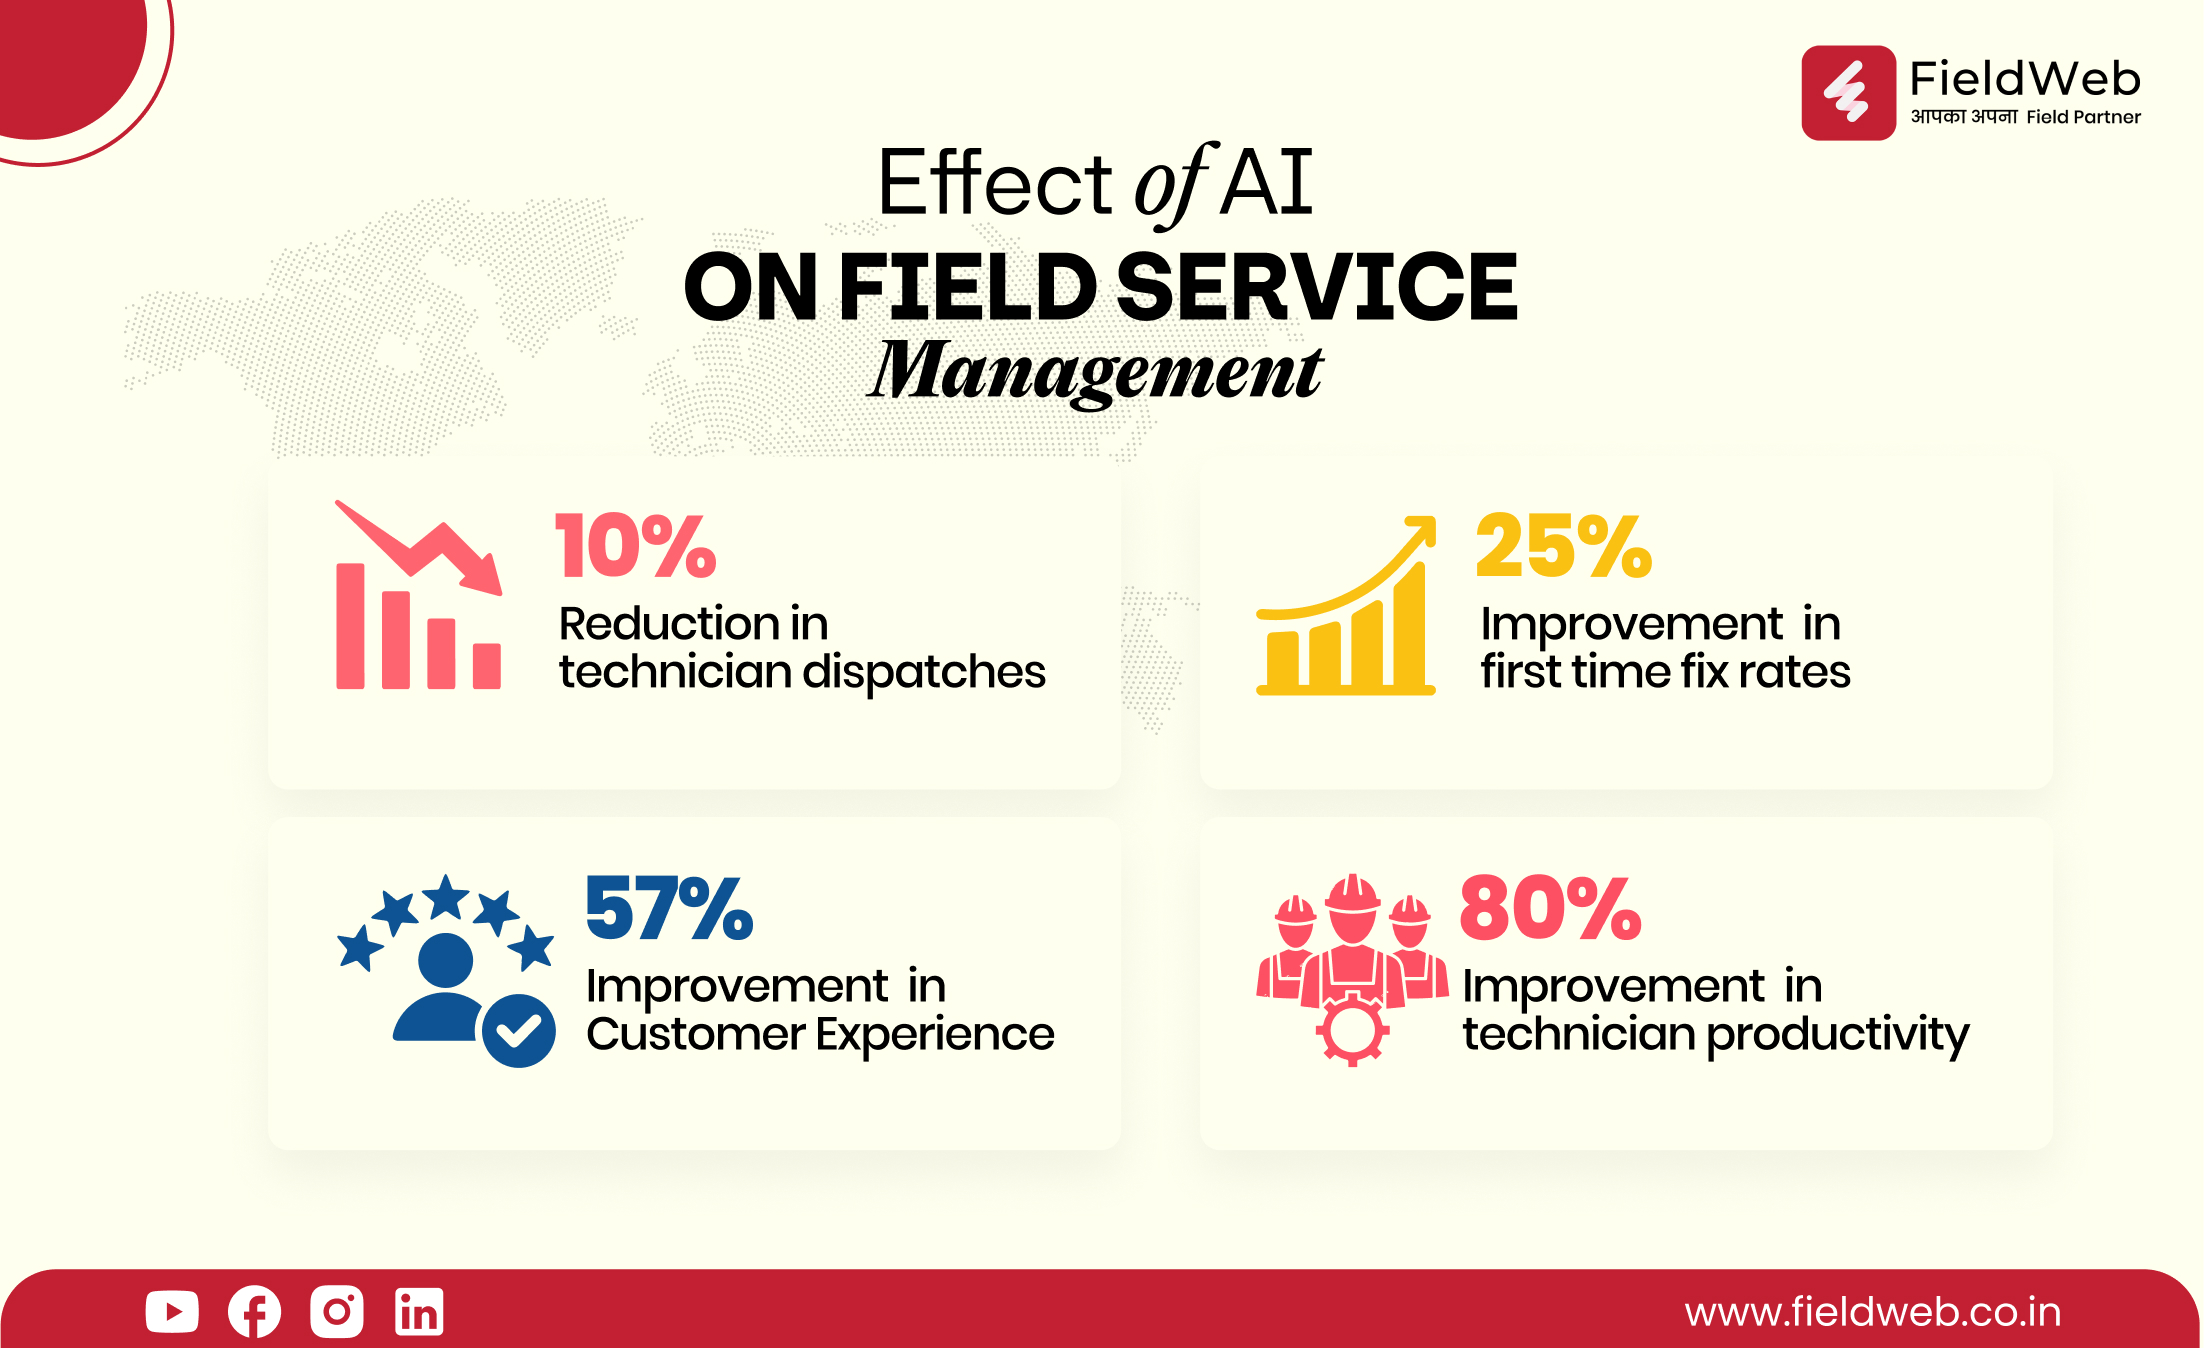 FieldWeb
आपका अपना Field Partner
Effect of AI
ON FIELD SERVICE
Management
10%
Reduction in
technician dispatches
25%
Improvement in
first time fix rates
57%
Improvement in
Customer Experience
80%
Improvement in
technician productivity
in
www.fieldweb.co.in